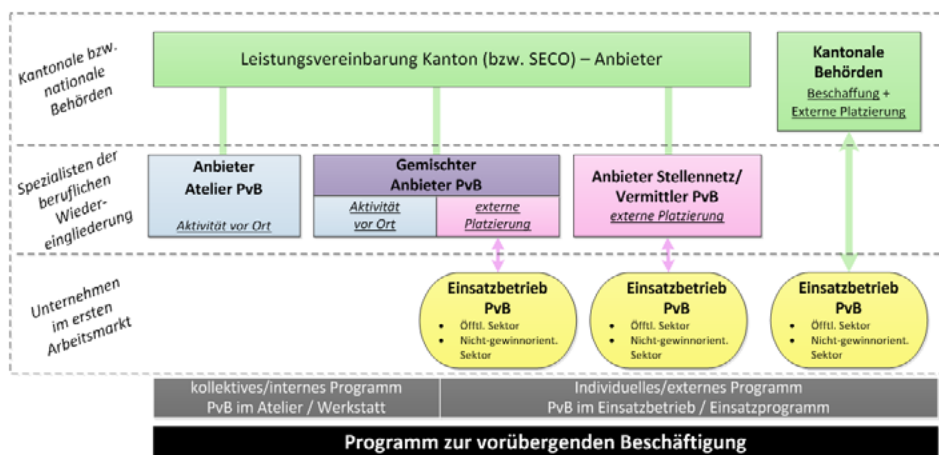 Kantonale bzw.
nationale
Behörden
Leistungsvereinbarung Kanton (bzw. SECO) – Anbieter
Kantonale
Behörden
Beschaffung +
Externe Platzierung
Spezialisten der
beruflichen
Wieder-
eingliederung
Anbieter
Atelier PvB
Aktivität vor Ort
Gemischter
Anbieter PvB
Aktivität
vor Ort
externe
Platzierung
Anbieter Stellennetz/
Vermittler PvB
externe Platzierung
Unternehmen
im ersten
Arbeitsmarkt
Einsatzbetrieb
PvB
• Öfftl. Sektor
• Nicht-gewinnorient.
Sektor
Einsatzbetrieb
PvB
• Öfftl. Sektor
• Nicht-gewinnorient.
Sektor
Einsatzbetrieb
PvB
• Öfftl. Sektor
• Nicht-gewinnorient.
Sektor
kollektives/internes Programm
PvB im Atelier / Werkstatt
Individuelles/externes Programm
PvB im Einsatzbetrieb / Einsatzprogramm
Programm zur vorübergenden Beschäftigung